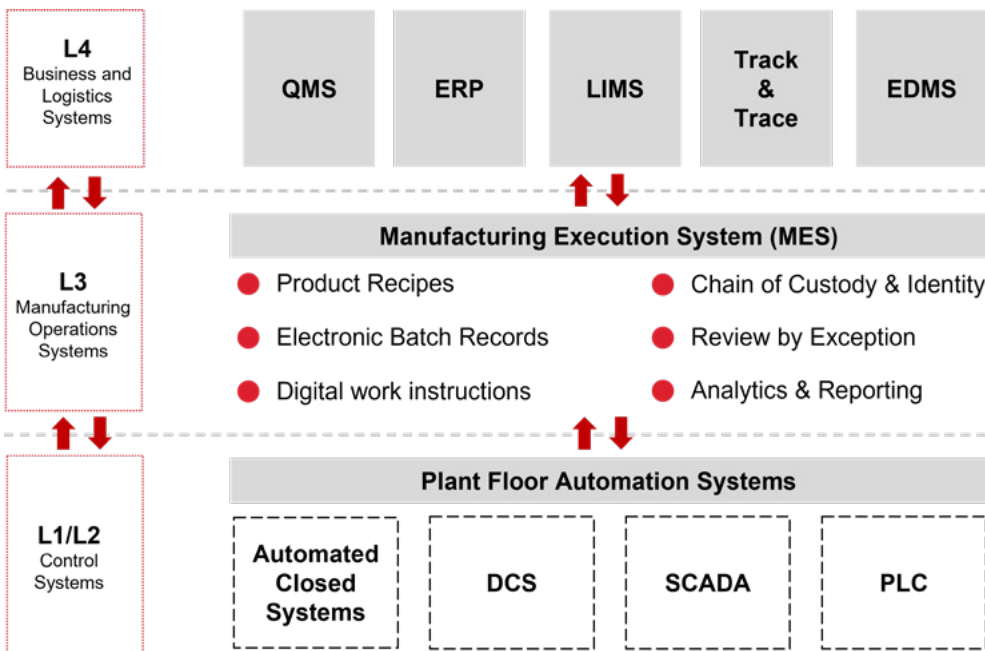 L4
Business and
Logistics
Systems
QMS
ERP
LIMS
Track
&
Trace
EDMS
L3
Manufacturing
Operations
Systems
Manufacturing Execution System (MES)
Product Recipes
Chain of Custody & Identity
Electronic Batch Records
Review by Exception
Digital work instructions
Analytics & Reporting
L1/L2
Control
Systems
Plant Floor Automation Systems
Automated
Closed
Systems
DCS
SCADA
PLC